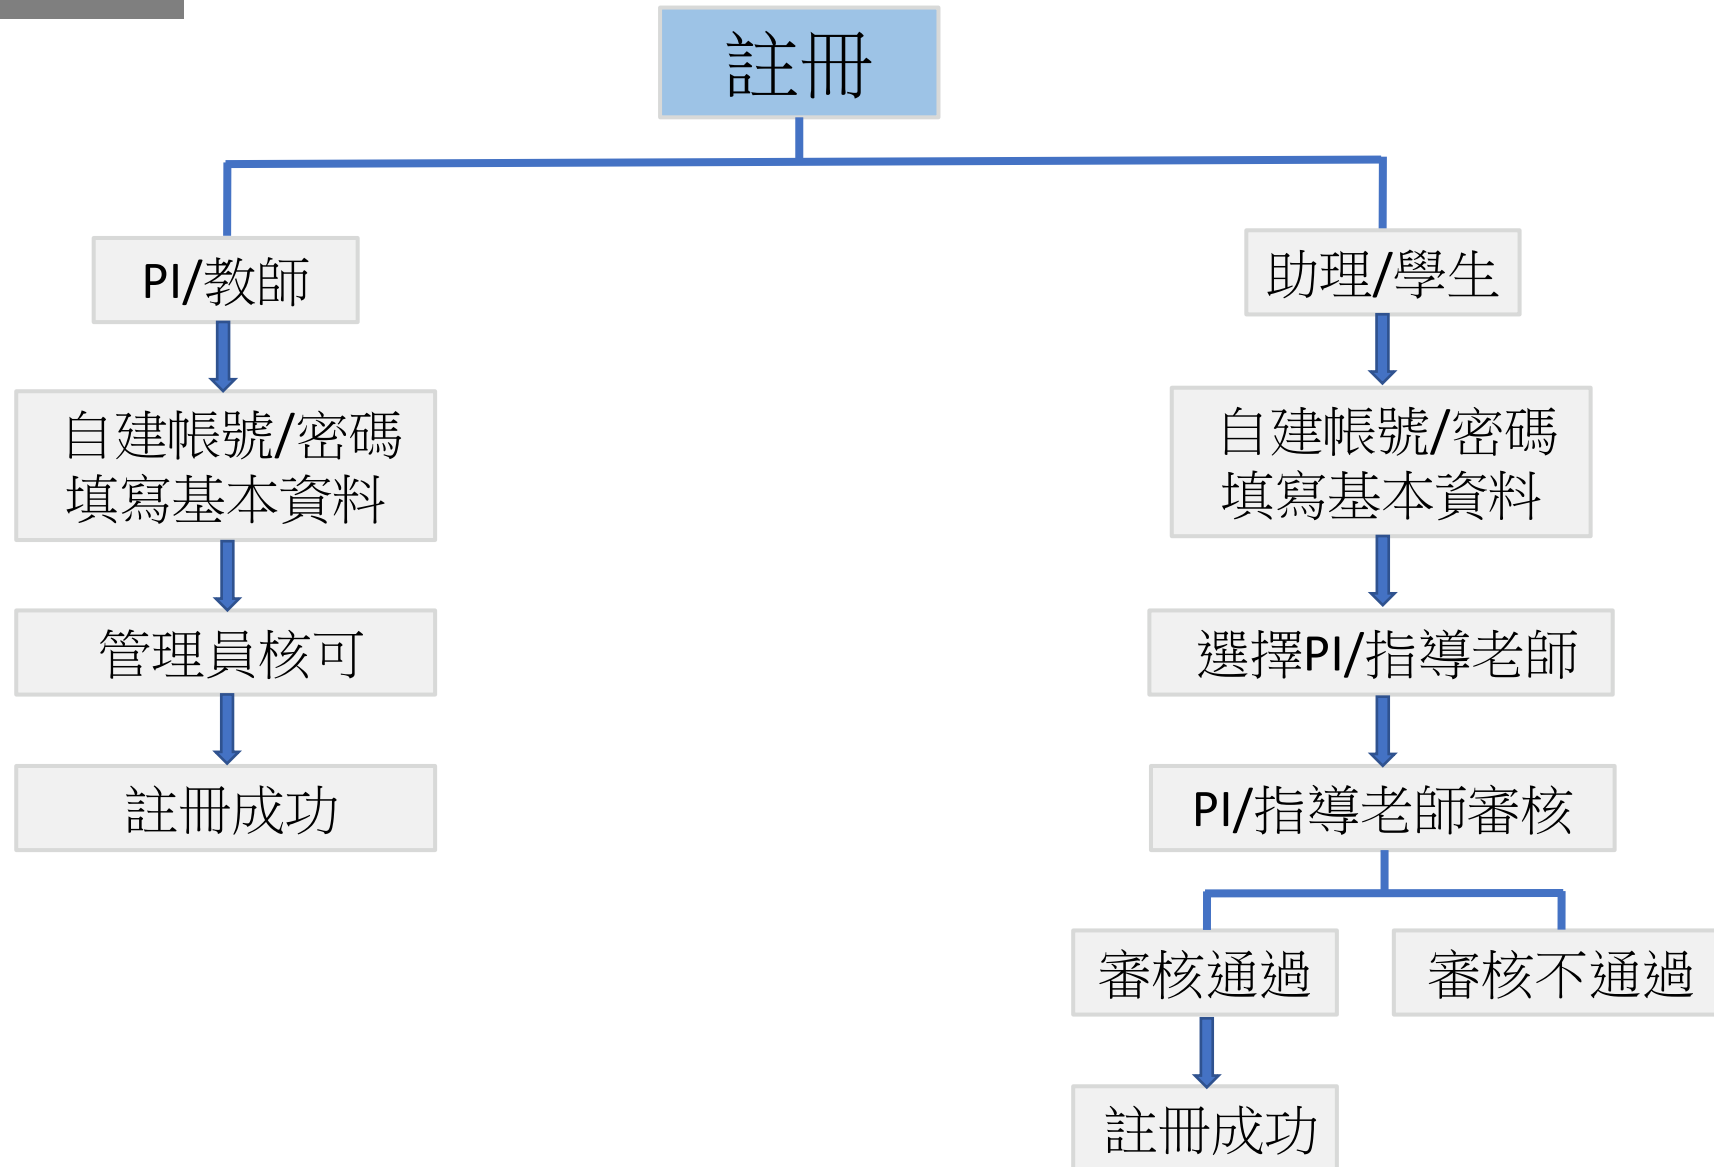 註冊
PI/教師
助理/學生
自建帳號/密碼
填寫基本資料
自建帳號/密碼
填寫基本資料
管理員核可
選擇PI/指導老師
註冊成功
PI/指導老師審核
審核通過
審核不通過
註冊成功